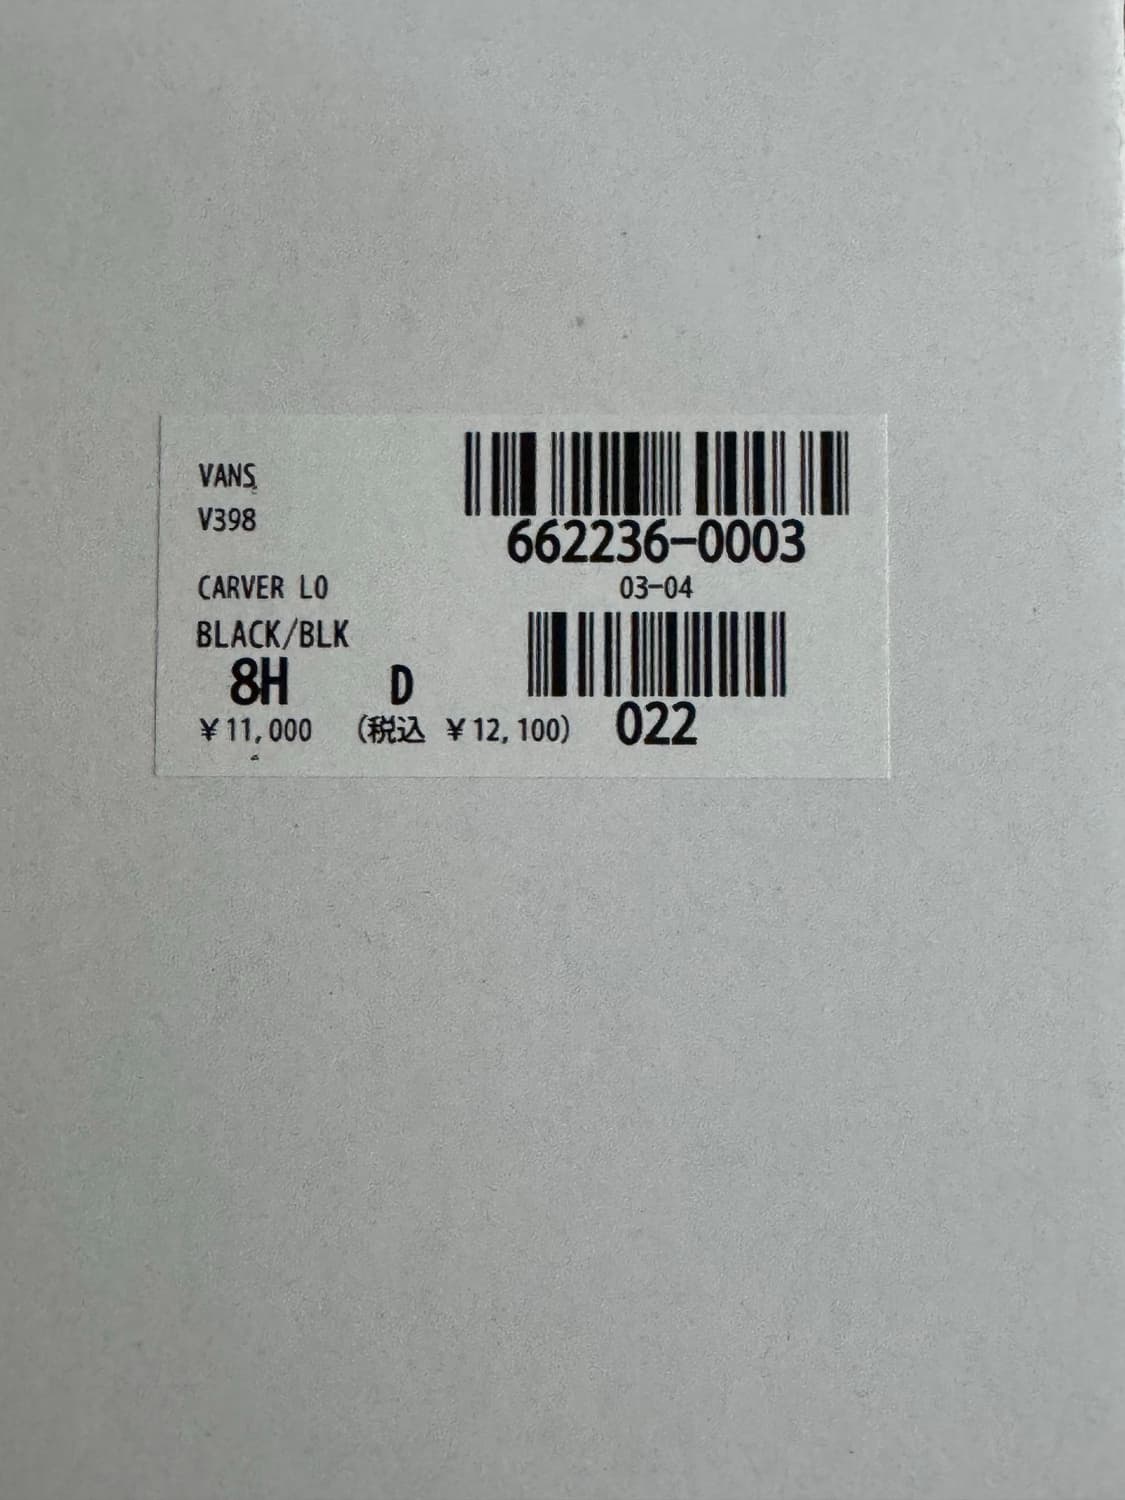 VANS
V398
662236-0003
CARVER LO
03-04
BLACK/BLK
8H D
¥11,000 (税込 ¥12,100)
022